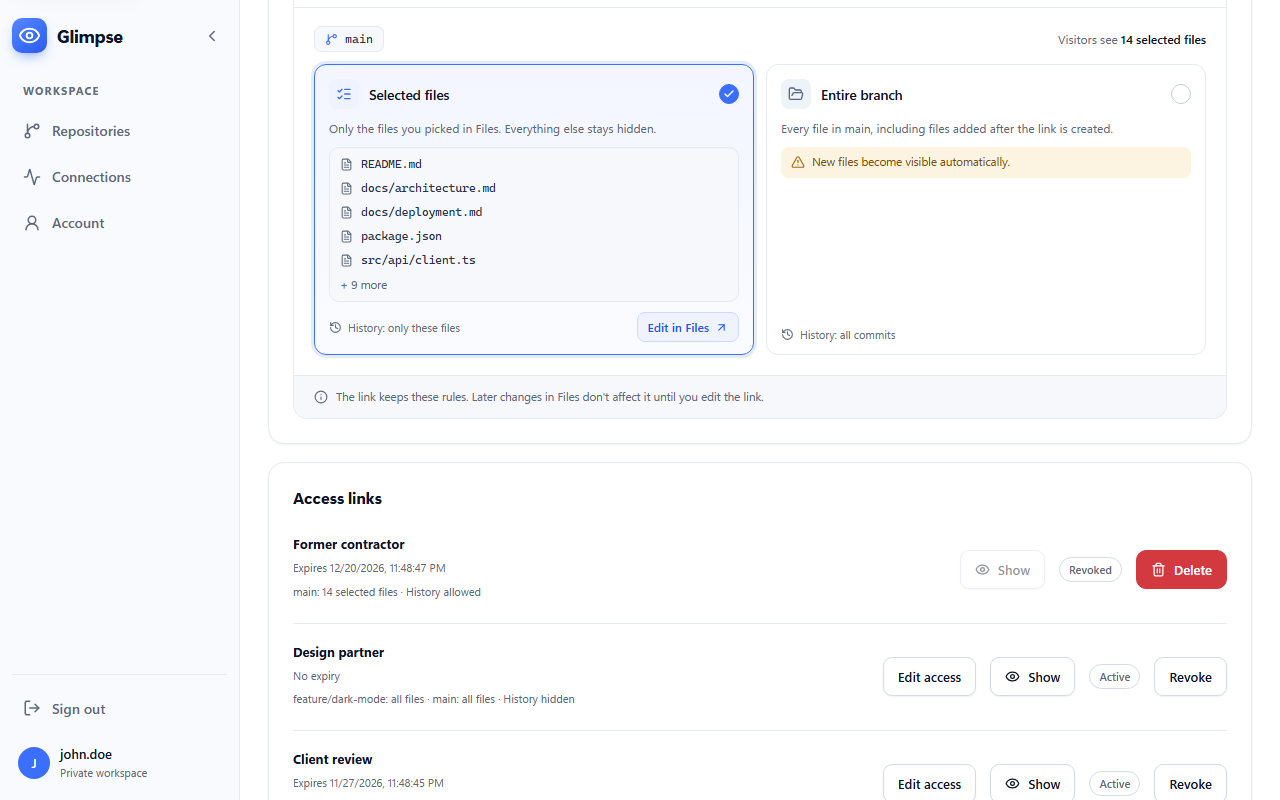 Glimpse
WORKSPACE
Repositories
Connections
Account
Sign out
J
john.doe
Private workspace
main
Visitors see 14 selected files
Selected files
Only the files you picked in Files. Everything else stays hidden.
README.md
docs/architecture.md
docs/deployment.md
package.json
src/api/client.ts
+ 9 more
History: only these files
Edit in Files
Entire branch
Every file in main, including files added after the link is created.
New files become visible automatically.
History: all commits
The link keeps these rules. Later changes in Files don't affect it until you edit the link.
Access links
Former contractor
Expires 12/20/2026, 11:48:47 PM
main: 14 selected files · History allowed
Show
Revoked
Delete
Design partner
No expiry
feature/dark-mode: all files · main: all files · History hidden
Edit access
Show
Active
Revoke
Client review
Expires 11/27/2026, 11:48:45 PM
Edit access
Show
Active
Revoke